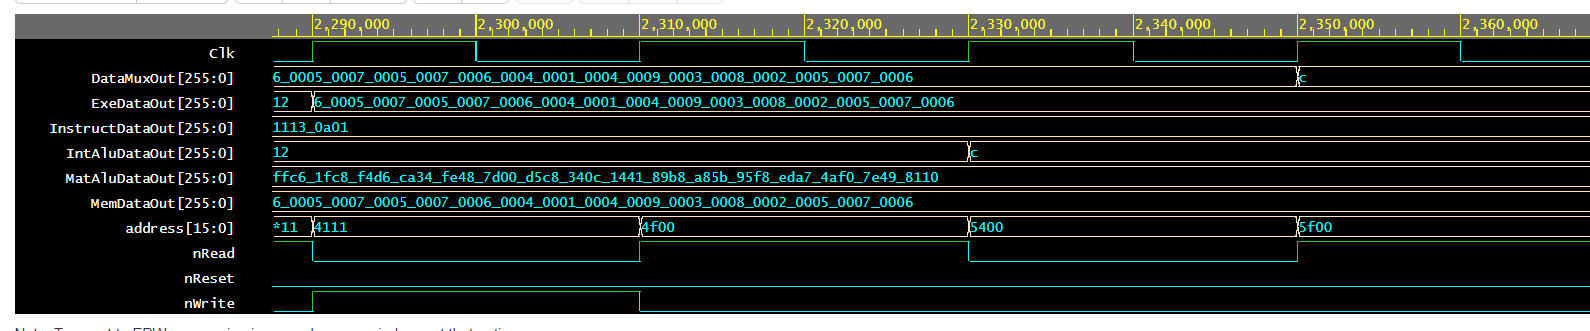 2,290,000 2,300,000 2,310,000 2,320,000 2,330,000 2,340,000 2,350,000 2,360,000
Clk
DataMuxOut[255:0] 6_0005_0007_0005_0007_0006_0004_0001_0004_0009_0003_0008_0002_0005_0007_0006 c
ExeDataOut[255:0] 12 6_0005_0007_0005_0007_0006_0004_0001_0004_0009_0003_0008_0002_0005_0007_0006
InstructDataOut[255:0] 1113_0a01
IntAluDataOut[255:0] 12 c
MatAluDataOut[255:0] ffc6_1fc8_f4d6_ca34_fe48_7d00_d5c8_340c_1441_89b8_a85b_95f8_eda7_4af0_7e49_8110
MemDataOut[255:0] 6_0005_0007_0005_0007_0006_0004_0001_0004_0009_0003_0008_0002_0005_0007_0006
address[15:0] *11 4111 4f00 5400 5f00
nRead
nReset
nWrite